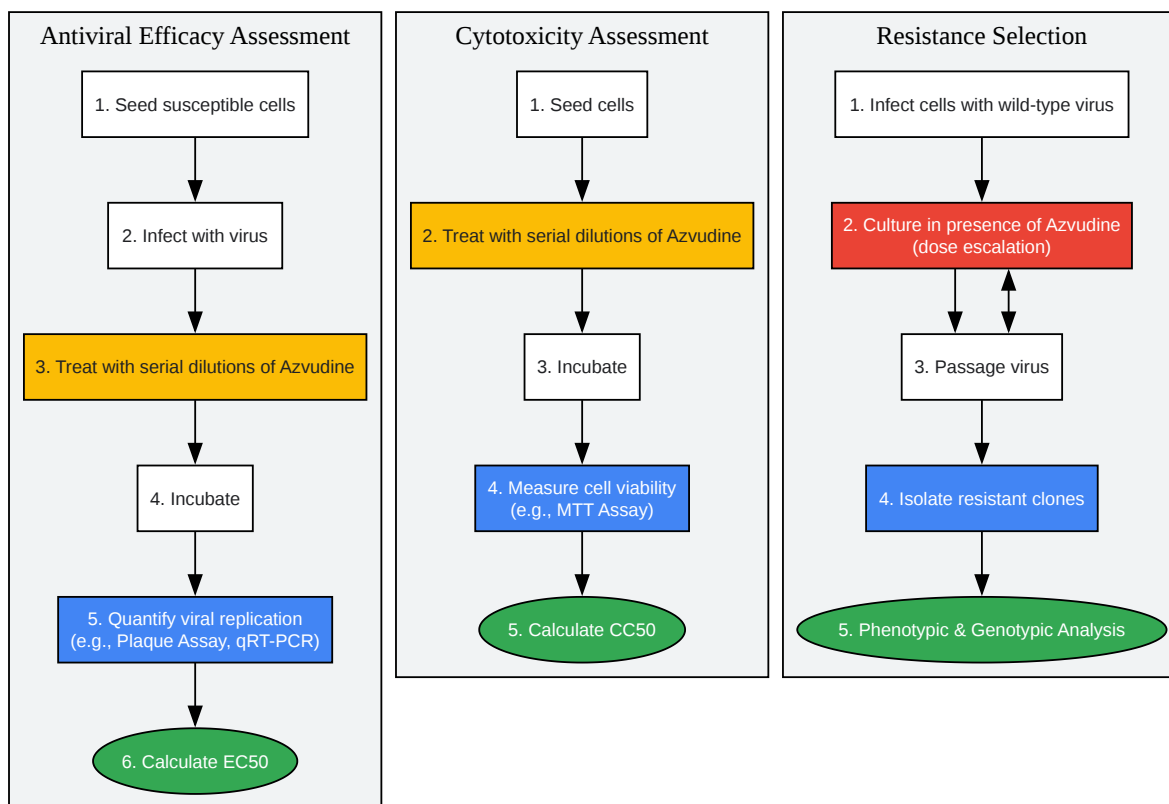 Antiviral Efficacy Assessment
1. Seed susceptible cells
2. Infect with virus
3. Treat with serial dilutions of Azvudine
4. Incubate
5. Quantify viral replication
(e.g., Plaque Assay, qRT-PCR)
6. Calculate EC50
Cytotoxicity Assessment
1. Seed cells
2. Treat with serial dilutions of Azvudine
3. Incubate
4. Measure cell viability
(e.g., MTT Assay)
5. Calculate CC50
Resistance Selection
1. Infect cells with wild-type virus
2. Culture in presence of Azvudine
(dose escalation)
3. Passage virus
4. Isolate resistant clones
5. Phenotypic & Genotypic Analysis